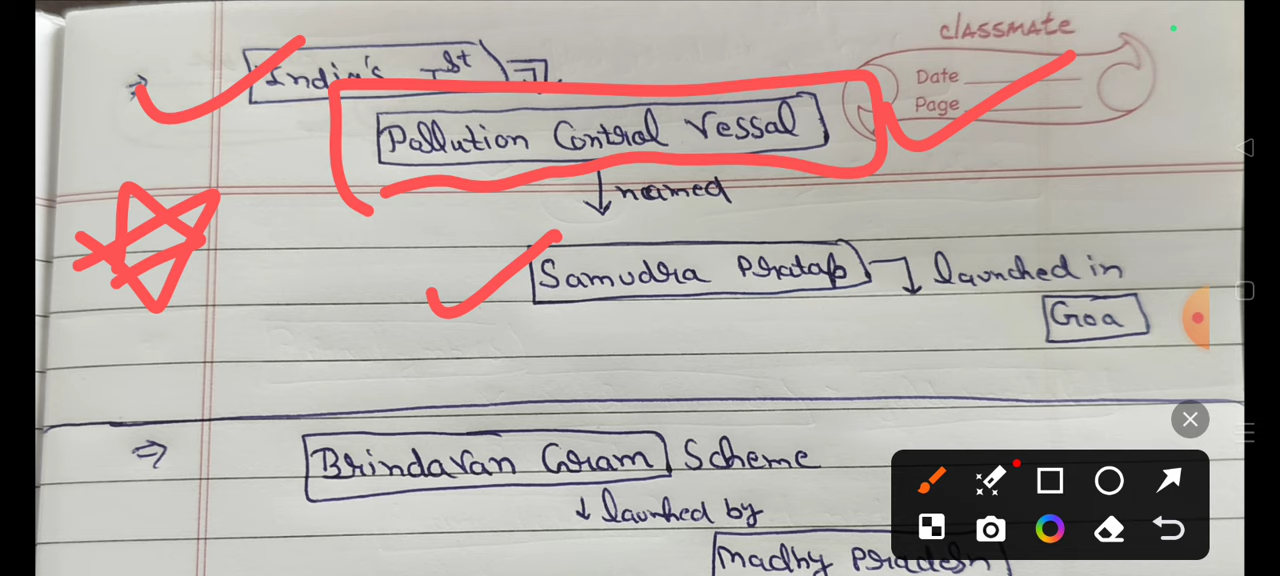 classmate
Date
Page
⇒ India's 1st
Pollution Control Vessal
↓ named
Samudra Pratap launched in
Goa
⇒ Brindavan Gram Scheme
↓ launhed by
Madhy Pradesh